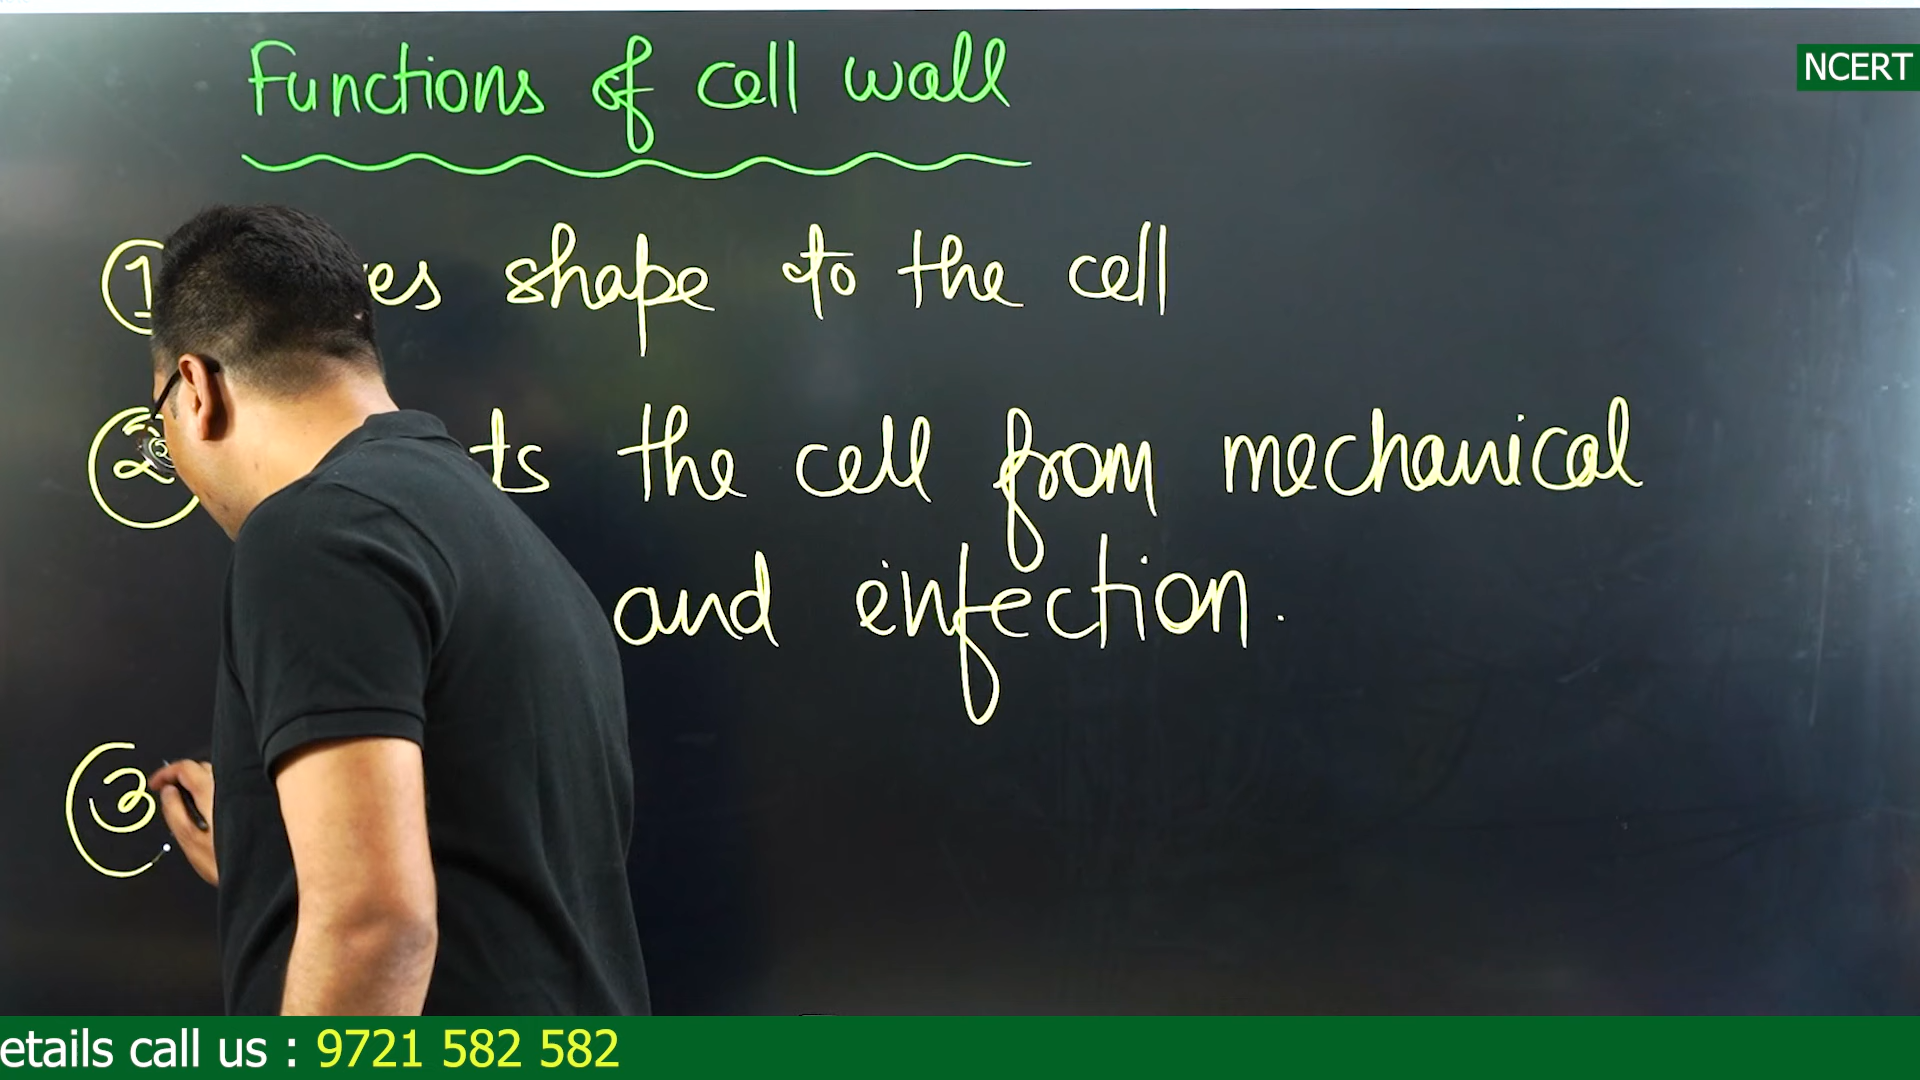 Functions of cell wall
NCERT
1 es shape to the cell
2 ts the cell from mechanical
and infection.
3
etails call us : 9721 582 582